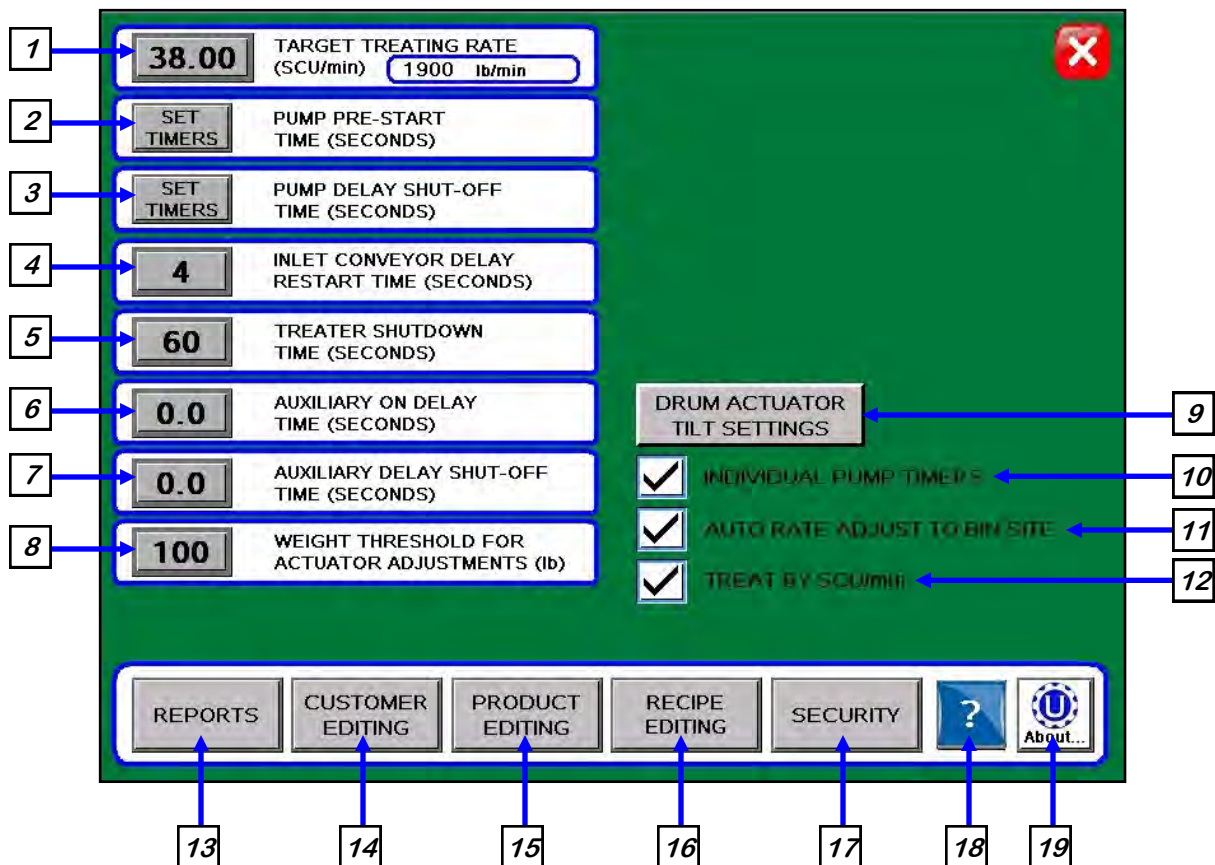 1
38.00
TARGET TREATING RATE
(SCU/min) 1900 lb/min
2
SET
TIMERS
PUMP PRE-START
TIME (SECONDS)
3
SET
TIMERS
PUMP DELAY SHUT-OFF
TIME (SECONDS)
4
4
INLET CONVEYOR DELAY
RESTART TIME (SECONDS)
5
60
TREATER SHUTDOWN
TIME (SECONDS)
6
0.0
AUXILIARY ON DELAY
TIME (SECONDS)
7
0.0
AUXILIARY DELAY SHUT-OFF
TIME (SECONDS)
8
100
WEIGHT THRESHOLD FOR
ACTUATOR ADJUSTMENTS (lb)
DRUM ACTUATOR
TILT SETTINGS
9
INDIVIDUAL PUMP TIMERS
10
AUTO RATE ADJUST TO BIN SITE
11
TREAT BY SCU/min
12
REPORTS
CUSTOMER
EDITING
PRODUCT
EDITING
RECIPE
EDITING
SECURITY
?
U
About...
13
14
15
16
17
18
19